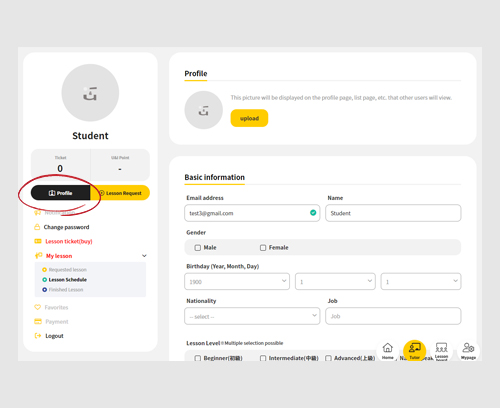 Student
Ticket
0
Uki Point
-
Profile
Lesson Request
Change password
Lesson ticket(buy)
My lesson
Requested lesson
Lesson Schedule
Finished Lesson
Favorites
Payment
Logout
Profile
This picture will be displayed on the profile page, list page, etc. that other users will view.
upload
Basic information
Email address
Name
test3@gmail.com
Student
Gender
Male
Female
Birthday (Year, Month, Day)
1900
1
1
Nationality
Job
-- select --
Job
Lesson Level※Multiple selection possible
Beginner(初級)
Intermediate(中級)
Advanced(上級)
Home
Tutor
Lesson
board
Mypage